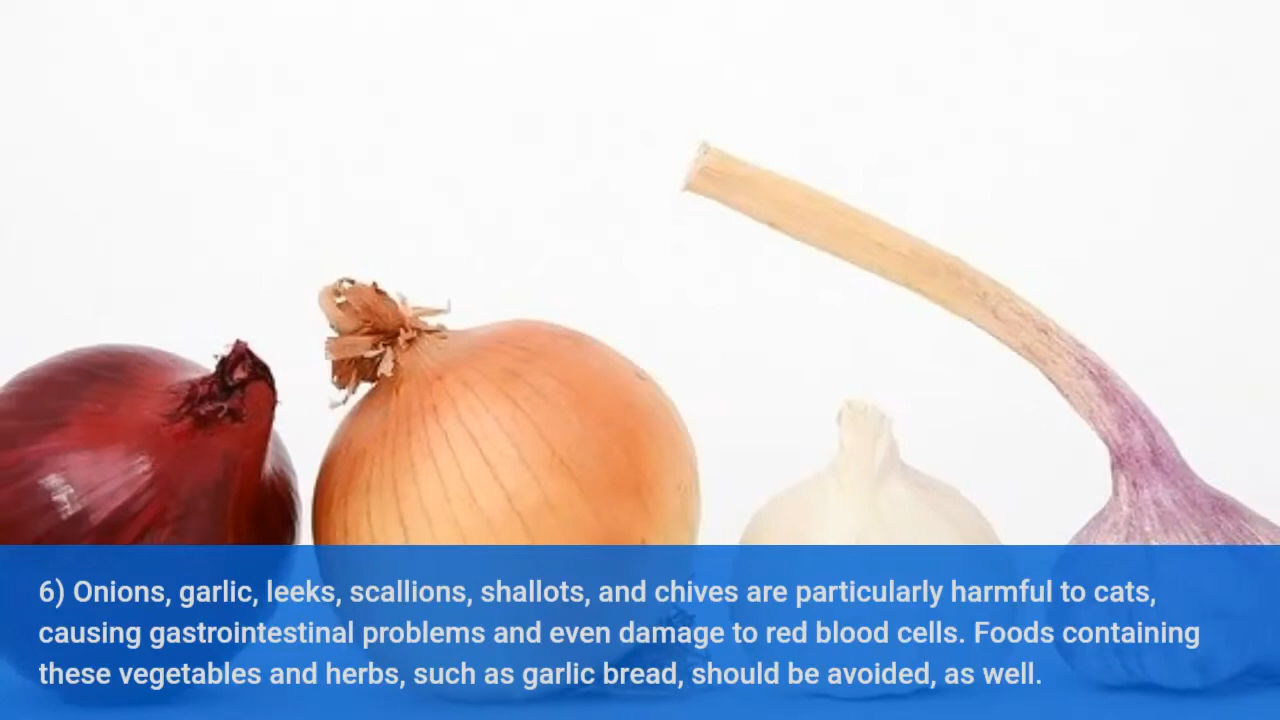 6) Onions, garlic, leeks, scallions, shallots, and chives are particularly harmful to cats,
causing gastrointestinal problems and even damage to red blood cells. Foods containing
these vegetables and herbs, such as garlic bread, should be avoided, as well.